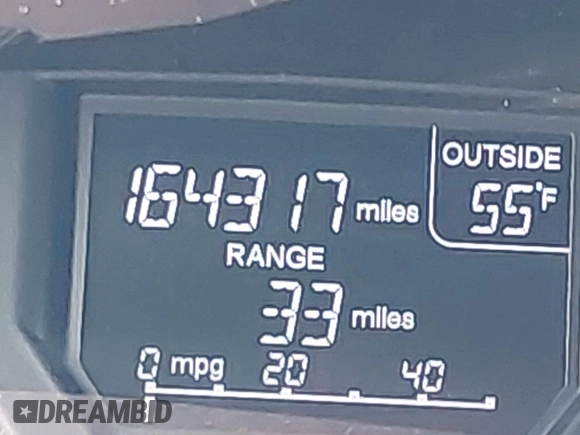 OUTSIDE
164317 miles 55°F
RANGE
33 miles
0 mpg 20 40
DREAMBID